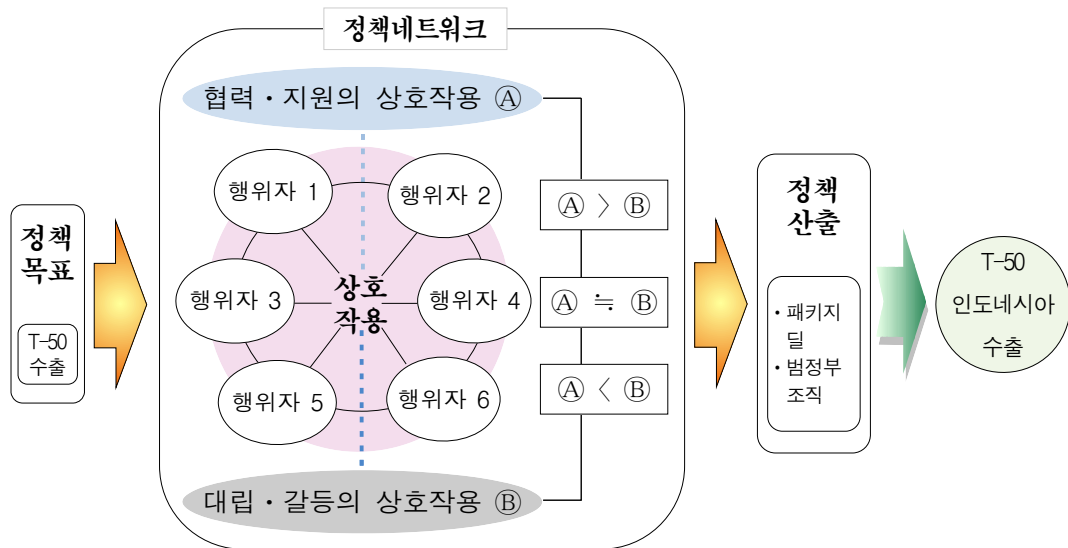 정책네트워크
협력・지원의 상호작용 Ⓐ
정책
목표
T-50
수출
행위자 1
행위자 2
행위자 3
상호
작용
행위자 4
행위자 5
행위자 6
Ⓐ 〉 Ⓑ
Ⓐ ≒ Ⓑ
Ⓐ 〈 Ⓑ
대립・갈등의 상호작용 Ⓑ
정책
산출
・패키지
딜
・범정부
조직
T-50
인도네시아
수출